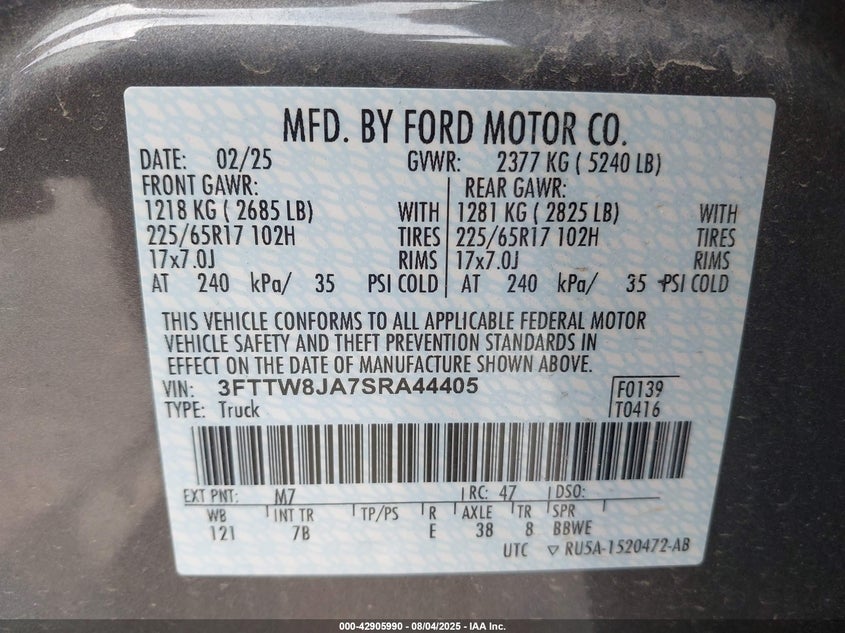 MFD. BY FORD MOTOR CO.
DATE: 02/25 GVWR: 2377 KG ( 5240 LB)
FRONT GAWR: REAR GAWR:
1218 KG ( 2685 LB) WITH 1281 KG ( 2825 LB) WITH
225/65R17 102H TIRES 225/65R17 102H TIRES
17x7.0J RIMS 17x7.0J RIMS
AT 240 kPa/ 35 PSI COLD AT 240 kPa/ 35 PSI COLD
THIS VEHICLE CONFORMS TO ALL APPLICABLE FEDERAL MOTOR
VEHICLE SAFETY AND THEFT PREVENTION STANDARDS IN
EFFECT ON THE DATE OF MANUFACTURE SHOWN ABOVE.
VIN: 3FTTW8JA7SRA44405 F0139
TYPE: Truck T0416
EXT PNT: M7 RC: 47 DSO:
WB INT TR TP/PS R AXLE TR SPR
121 7B E 38 8 BBWE
UTC ▽ RU5A-1520472-AB
000-42905990 - 08/04/2025 - IAA Inc.